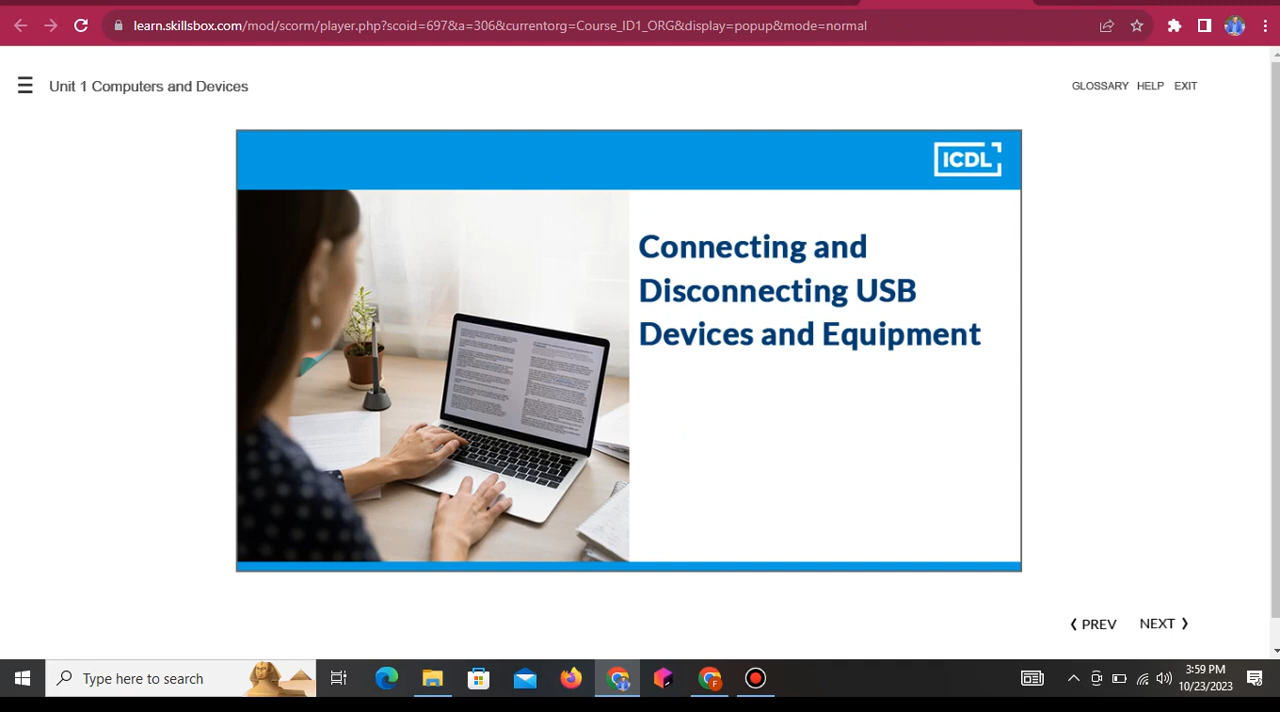 learn.skillsbox.com/mod/scorm/player.php?scoid=697&a=306&currentorg=Course_ID1_ORG&display=popup&mode=normal
Unit 1 Computers and Devices
GLOSSARY HELP EXIT
ICDL
Connecting and
Disconnecting USB
Devices and Equipment
PREV NEXT
Type here to search
3:59 PM
10/23/2023